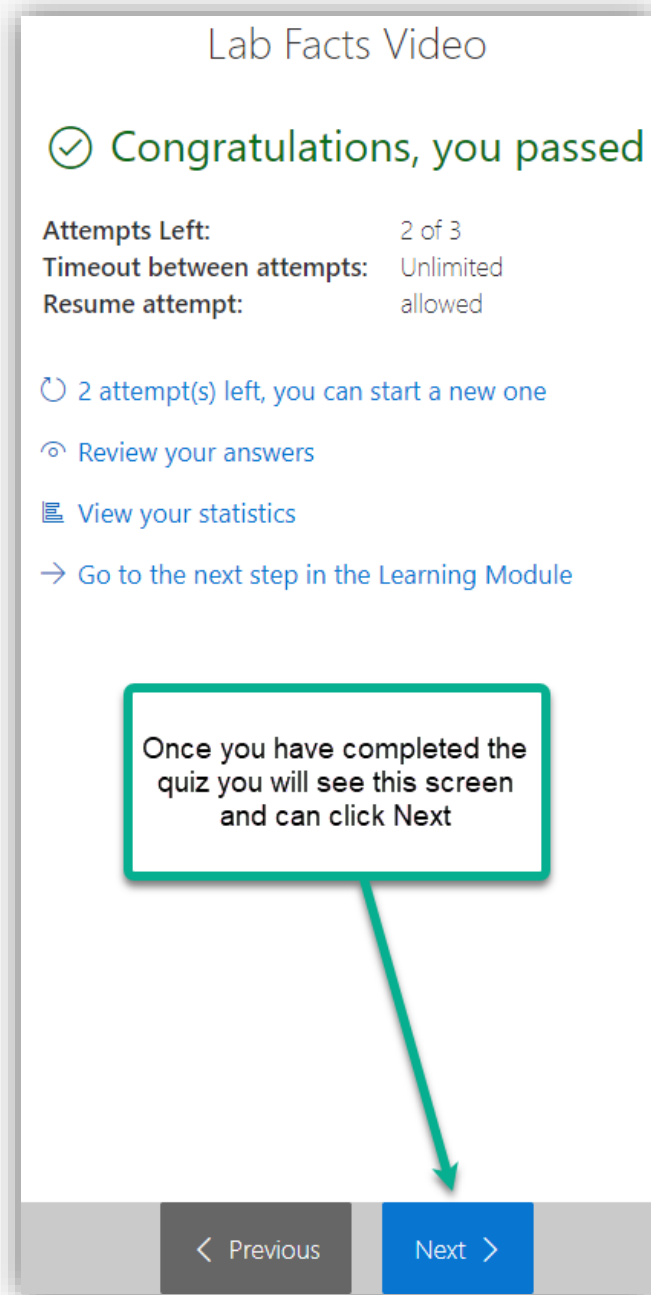 Lab Facts Video
Congratulations, you passed
Attempts Left: 2 of 3
Timeout between attempts: Unlimited
Resume attempt: allowed
2 attempt(s) left, you can start a new one
Review your answers
View your statistics
Go to the next step in the Learning Module
Once you have completed the
quiz you will see this screen
and can click Next
Previous Next